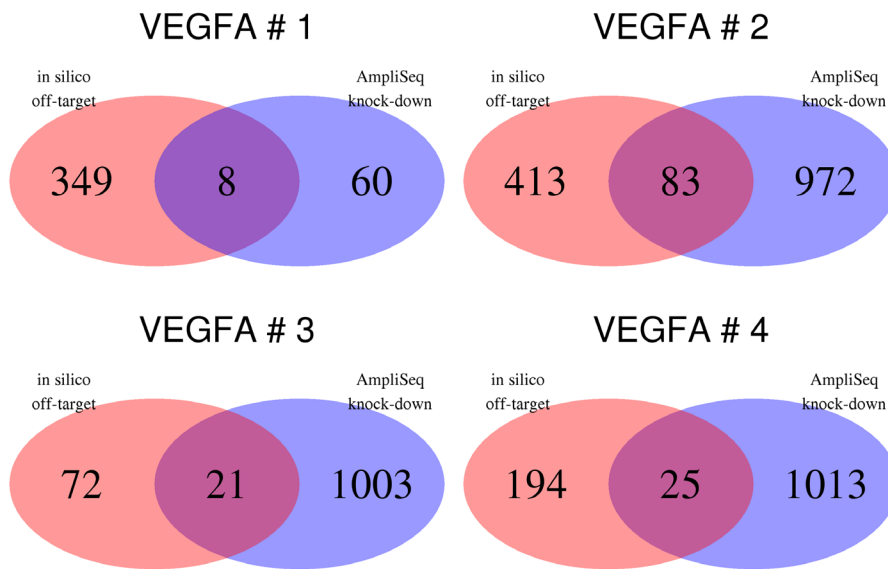 VEGFA # 1
in silico
off-target
AmpliSeq
knock-down
349 8 60
VEGFA # 2
in silico
off-target
AmpliSeq
knock-down
413 83 972
VEGFA # 3
in silico
off-target
AmpliSeq
knock-down
72 21 1003
VEGFA # 4
in silico
off-target
AmpliSeq
knock-down
194 25 1013